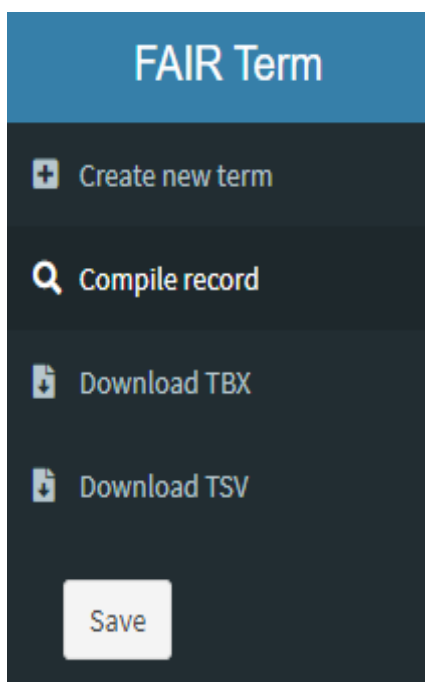 FAIR Term
Create new term
Compile record
Download TBX
Download TSV
Save